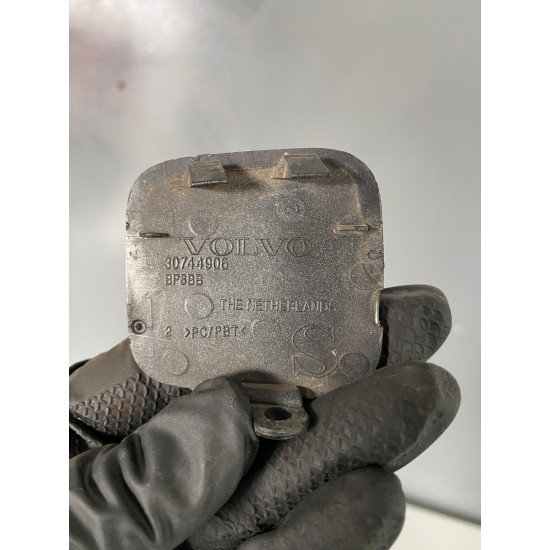 VOLVO
30744906
BP8BB
THE NETHERLANDS
2 >PC/PBT<
S